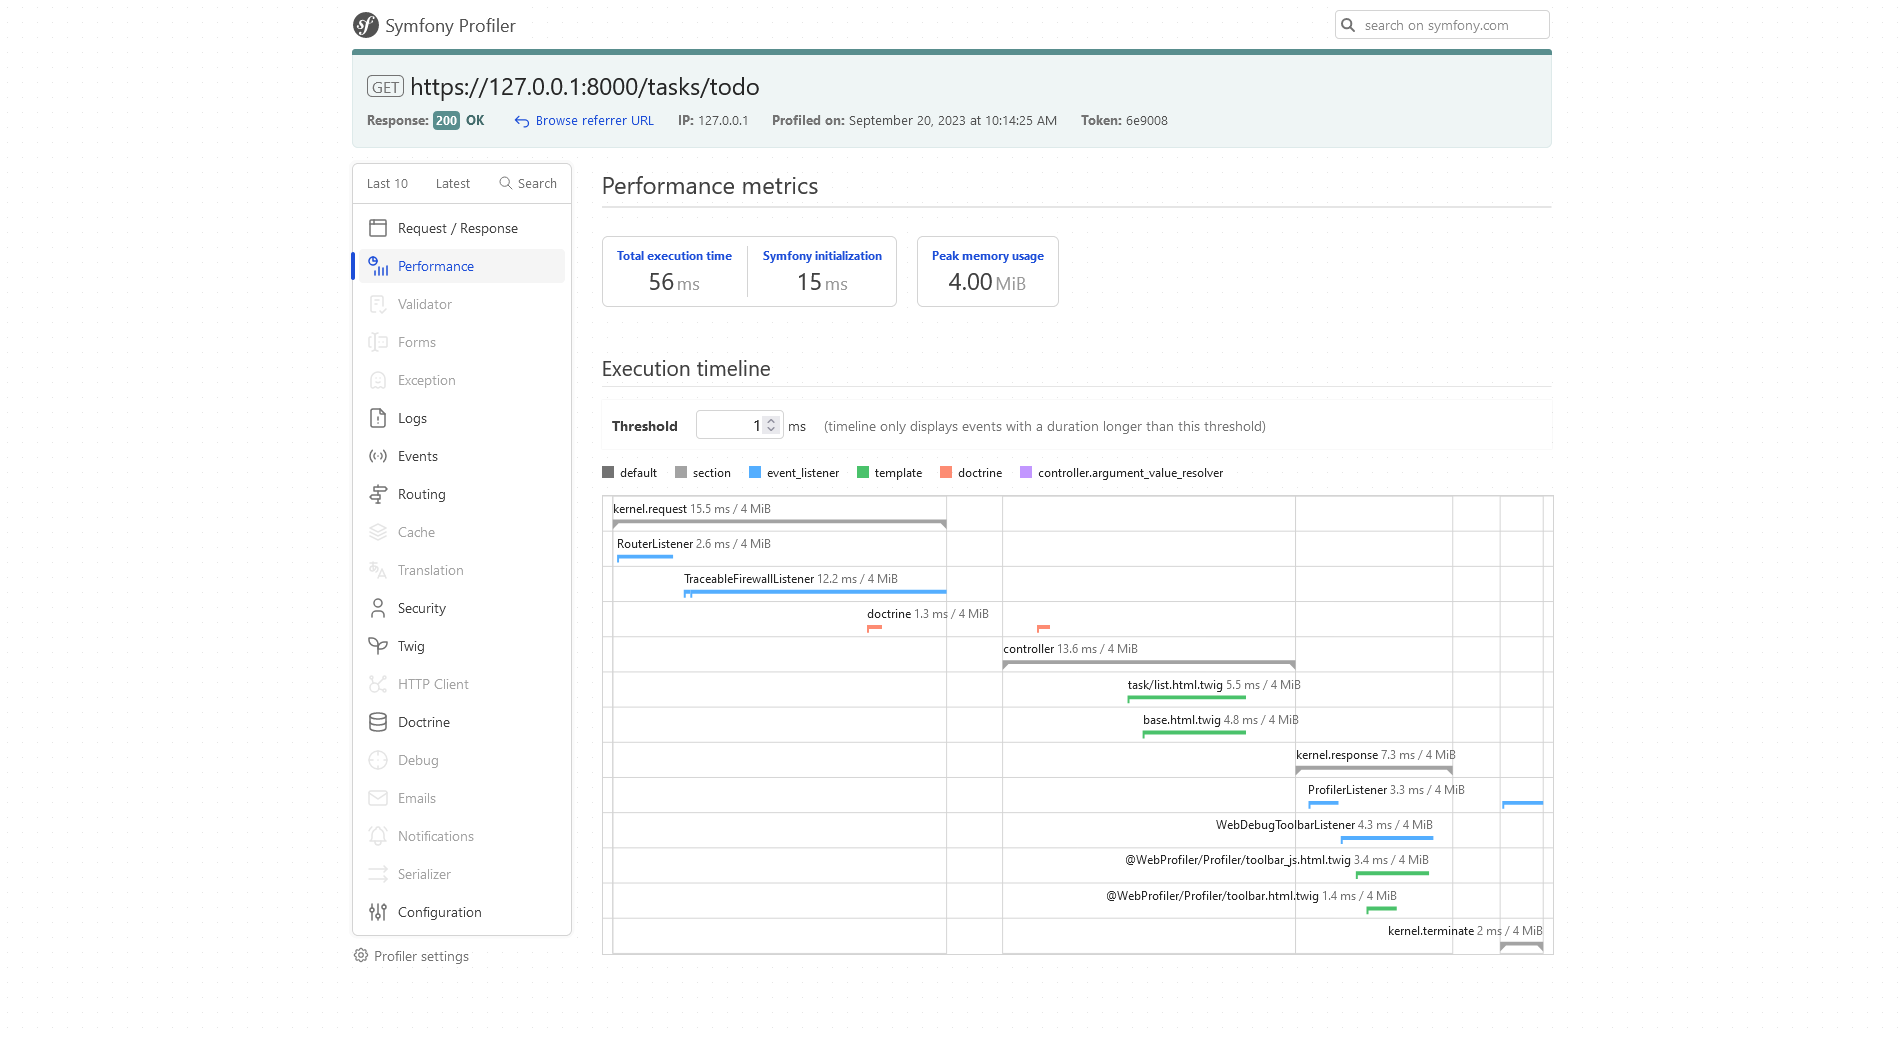 Symfony Profiler
search on symfony.com
GET https://127.0.0.1:8000/tasks/todo
Response: 200 OK Browse referrer URL IP: 127.0.0.1 Profiled on: September 20, 2023 at 10:14:25 AM Token: 6e9008
Last 10 Latest Search
Request / Response
Performance
Validator
Forms
Exception
Logs
Events
Routing
Cache
Translation
Security
Twig
HTTP Client
Doctrine
Debug
Emails
Notifications
Serializer
Configuration
Profiler settings
Performance metrics
Total execution time
56 ms
Symfony initialization
15 ms
Peak memory usage
4.00 MiB
Execution timeline
Threshold 1 ms (timeline only displays events with a duration longer than this threshold)
default section event_listener template doctrine controller.argument_value_resolver
kernel.request 15.5 ms / 4 MiB
RouterListener 2.6 ms / 4 MiB
TraceableFirewallListener 12.2 ms / 4 MiB
doctrine 1.3 ms / 4 MiB
controller 13.6 ms / 4 MiB
task/list.html.twig 5.5 ms / 4 MiB
base.html.twig 4.8 ms / 4 MiB
kernel.response 7.3 ms / 4 MiB
ProfilerListener 3.3 ms / 4 MiB
WebDebugToolbarListener 4.3 ms / 4 MiB
@WebProfiler/Profiler/toolbar_js.html.twig 3.4 ms / 4 MiB
@WebProfiler/Profiler/toolbar.html.twig 1.4 ms / 4 MiB
kernel.terminate 2 ms / 4 MiB